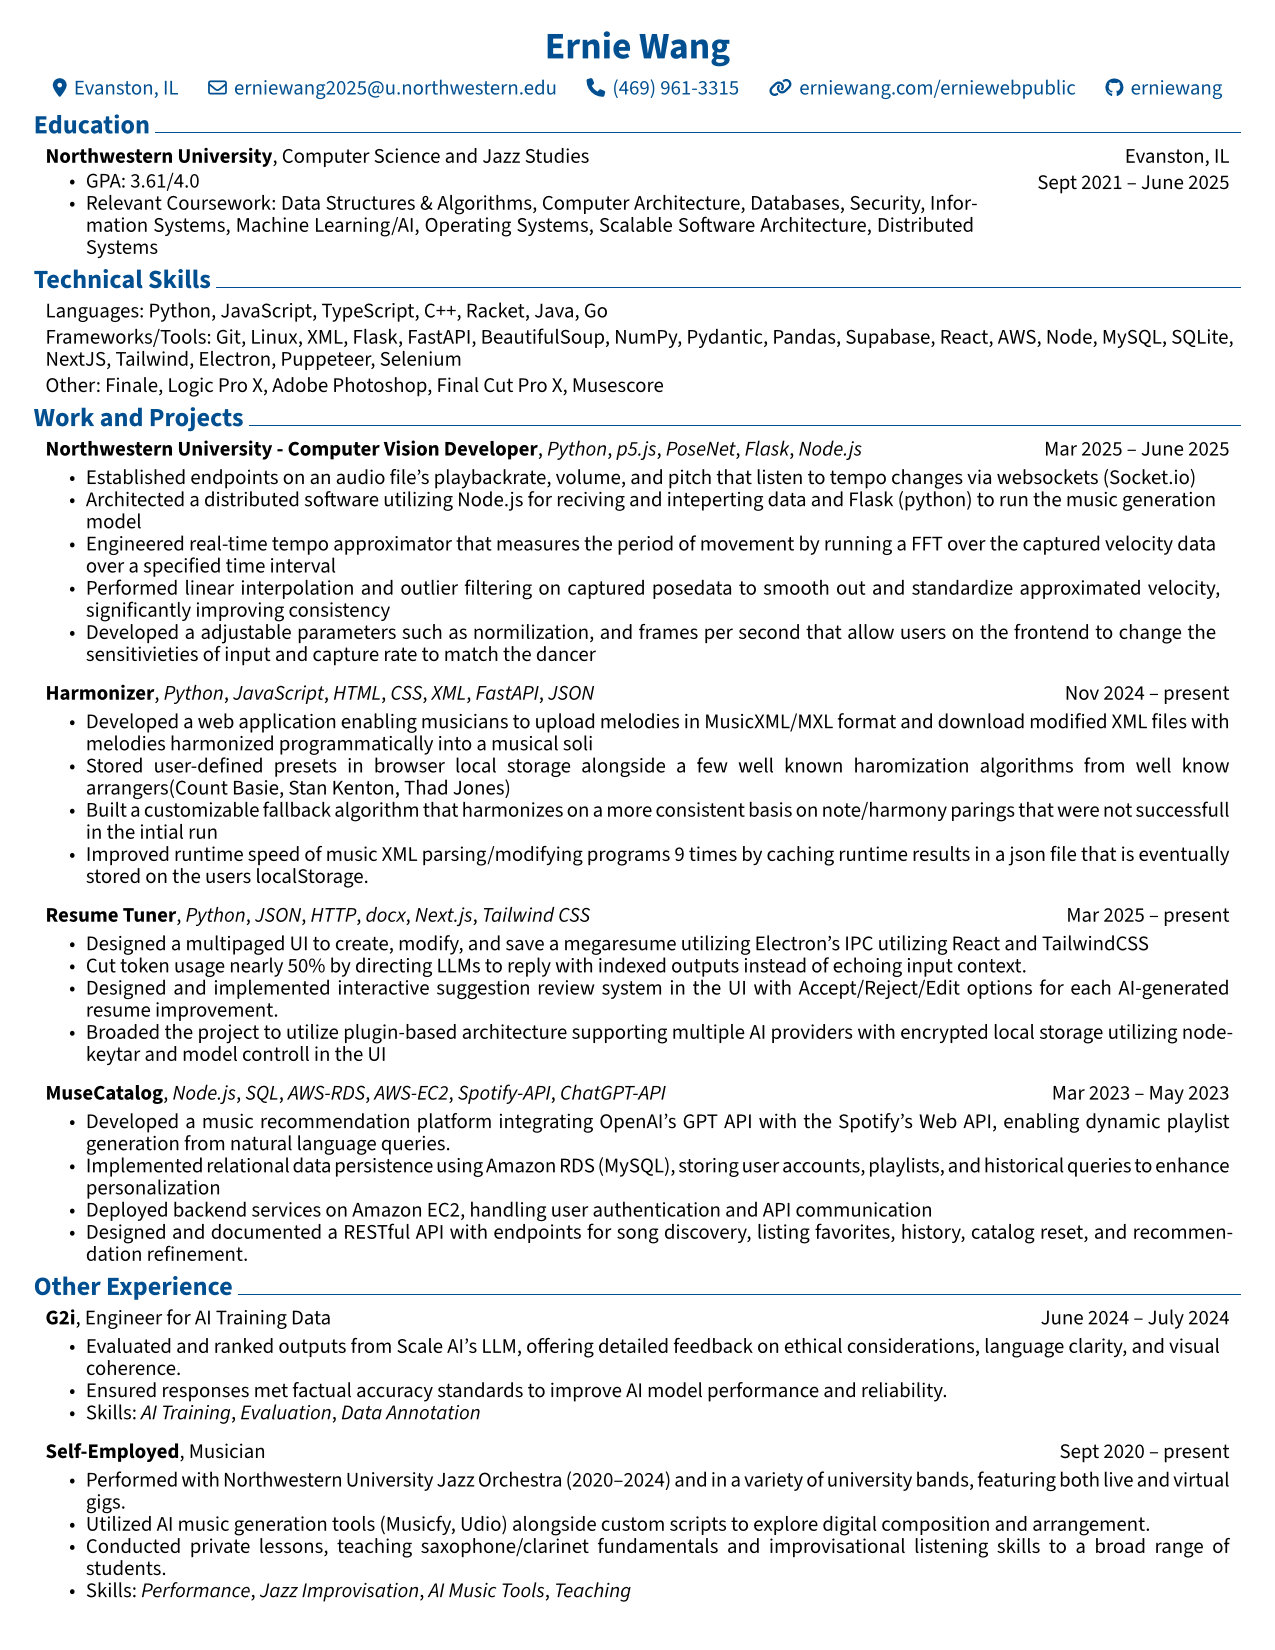 Ernie Wang
Evanston, IL erniewang2025@u.northwestern.edu (469) 961-3315 erniewang.com/erniewebpublic erniewang
Education
Northwestern University, Computer Science and Jazz Studies Evanston, IL
• GPA: 3.61/4.0 Sept 2021 – June 2025
• Relevant Coursework: Data Structures & Algorithms, Computer Architecture, Databases, Security, Infor-
mation Systems, Machine Learning/AI, Operating Systems, Scalable Software Architecture, Distributed
Systems
Technical Skills
Languages: Python, JavaScript, TypeScript, C++, Racket, Java, Go
Frameworks/Tools: Git, Linux, XML, Flask, FastAPI, BeautifulSoup, NumPy, Pydantic, Pandas, Supabase, React, AWS, Node, MySQL, SQLite,
NextJS, Tailwind, Electron, Puppeteer, Selenium
Other: Finale, Logic Pro X, Adobe Photoshop, Final Cut Pro X, Musescore
Work and Projects
Northwestern University - Computer Vision Developer, Python, p5.js, PoseNet, Flask, Node.js Mar 2025 – June 2025
• Established endpoints on an audio file’s playbackrate, volume, and pitch that listen to tempo changes via websockets (Socket.io)
• Architected a distributed software utilizing Node.js for reciving and inteperting data and Flask (python) to run the music generation
model
• Engineered real-time tempo approximator that measures the period of movement by running a FFT over the captured velocity data
over a specified time interval
• Performed linear interpolation and outlier filtering on captured posedata to smooth out and standardize approximated velocity,
significantly improving consistency
• Developed a adjustable parameters such as normilization, and frames per second that allow users on the frontend to change the
sensitivieties of input and capture rate to match the dancer
Harmonizer, Python, JavaScript, HTML, CSS, XML, FastAPI, JSON Nov 2024 – present
• Developed a web application enabling musicians to upload melodies in MusicXML/MXL format and download modified XML files with
melodies harmonized programmatically into a musical soli
• Stored user-defined presets in browser local storage alongside a few well known haromization algorithms from well know
arrangers(Count Basie, Stan Kenton, Thad Jones)
• Built a customizable fallback algorithm that harmonizes on a more consistent basis on note/harmony parings that were not successfull
in the intial run
• Improved runtime speed of music XML parsing/modifying programs 9 times by caching runtime results in a json file that is eventually
stored on the users localStorage.
Resume Tuner, Python, JSON, HTTP, docx, Next.js, Tailwind CSS Mar 2025 – present
• Designed a multipaged UI to create, modify, and save a megaresume utilizing Electron’s IPC utilizing React and TailwindCSS
• Cut token usage nearly 50% by directing LLMs to reply with indexed outputs instead of echoing input context.
• Designed and implemented interactive suggestion review system in the UI with Accept/Reject/Edit options for each AI-generated
resume improvement.
• Broaded the project to utilize plugin-based architecture supporting multiple AI providers with encrypted local storage utilizing node-
keytar and model controll in the UI
MuseCatalog, Node.js, SQL, AWS-RDS, AWS-EC2, Spotify-API, ChatGPT-API Mar 2023 – May 2023
• Developed a music recommendation platform integrating OpenAI’s GPT API with the Spotify’s Web API, enabling dynamic playlist
generation from natural language queries.
• Implemented relational data persistence using Amazon RDS (MySQL), storing user accounts, playlists, and historical queries to enhance
personalization
• Deployed backend services on Amazon EC2, handling user authentication and API communication
• Designed and documented a RESTful API with endpoints for song discovery, listing favorites, history, catalog reset, and recommen-
dation refinement.
Other Experience
G2i, Engineer for AI Training Data June 2024 – July 2024
• Evaluated and ranked outputs from Scale AI’s LLM, offering detailed feedback on ethical considerations, language clarity, and visual
coherence.
• Ensured responses met factual accuracy standards to improve AI model performance and reliability.
• Skills: AI Training, Evaluation, Data Annotation
Self-Employed, Musician Sept 2020 – present
• Performed with Northwestern University Jazz Orchestra (2020–2024) and in a variety of university bands, featuring both live and virtual
gigs.
• Utilized AI music generation tools (Musicfy, Udio) alongside custom scripts to explore digital composition and arrangement.
• Conducted private lessons, teaching saxophone/clarinet fundamentals and improvisational listening skills to a broad range of
students.
• Skills: Performance, Jazz Improvisation, AI Music Tools, Teaching